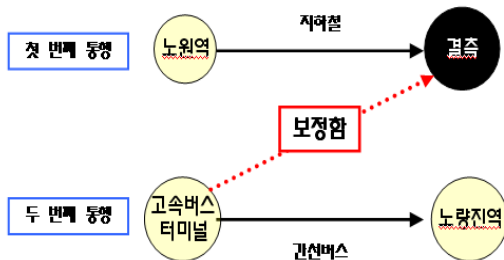 지하철
첫 번째 통행
노원역
결측
보정함
두 번째 통행
고속버스
터미널
노량진역
간선버스